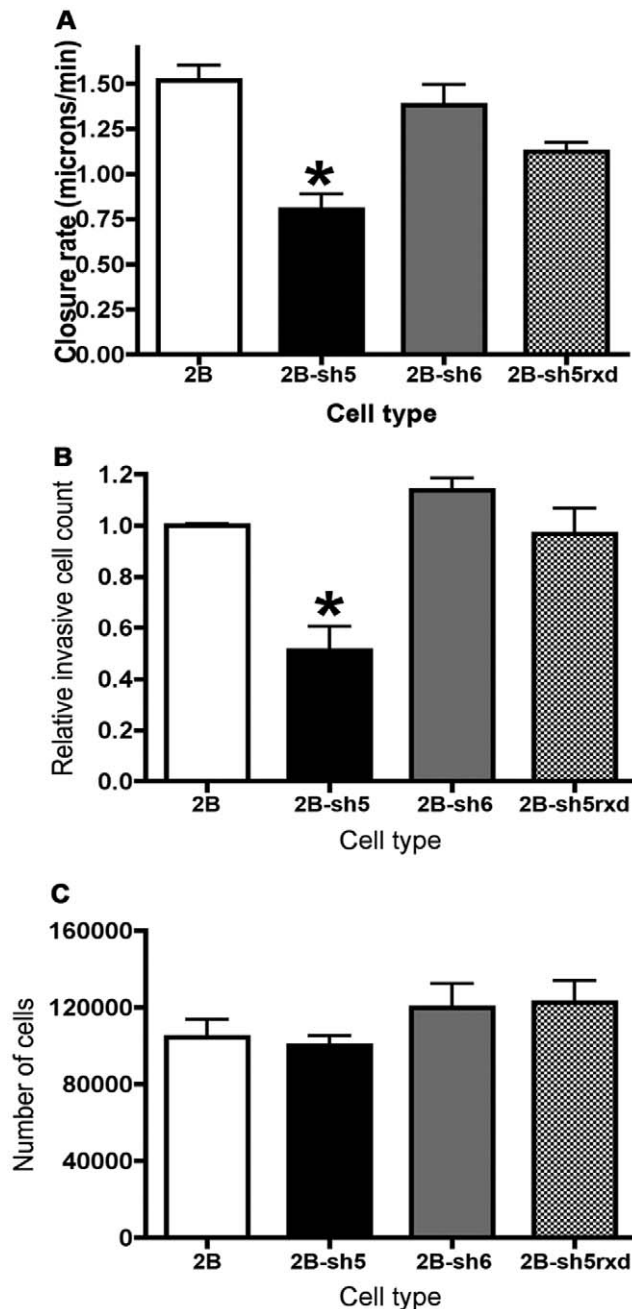 A
Closure rate (microns/min)
1.50
1.25
1.00
0.75
0.50
0.25
0.00
*
2B 2B-sh5 2B-sh6 2B-sh5rxd
Cell type
B
Relative invasive cell count
1.2
1.0
0.8
0.6
0.4
0.2
0.0
*
2B 2B-sh5 2B-sh6 2B-sh5rxd
Cell type
C
Number of cells
160000
120000
80000
40000
0
2B 2B-sh5 2B-sh6 2B-sh5rxd
Cell type